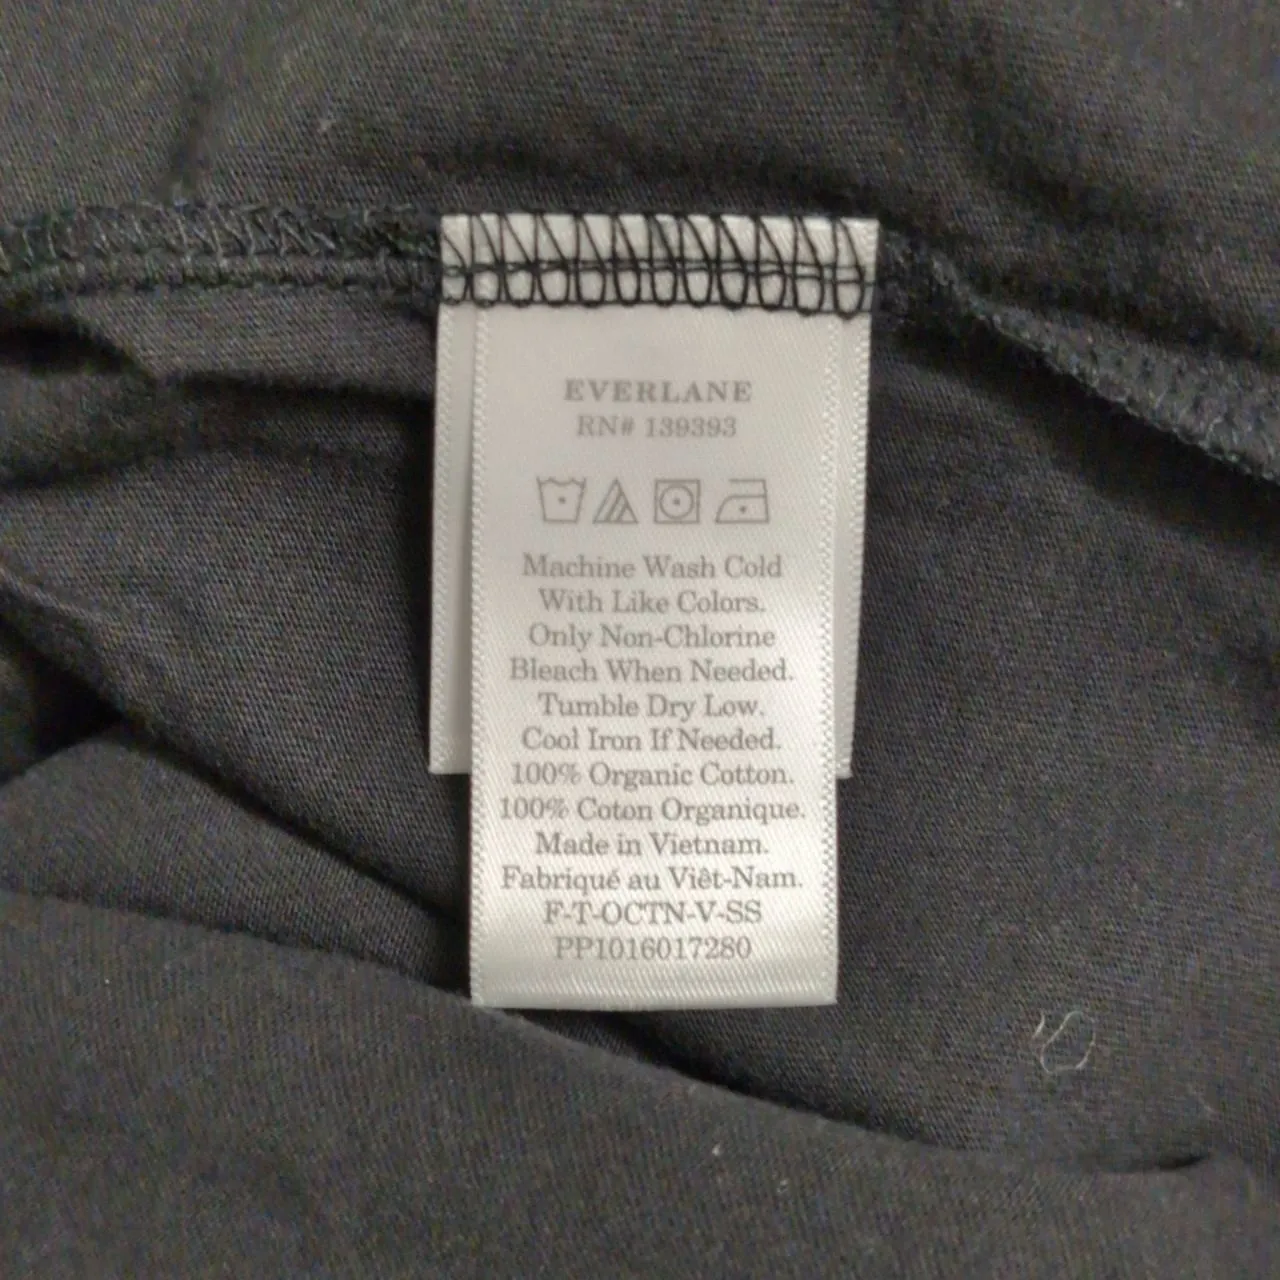 EVERLANE
RN# 139393
Machine Wash Cold
With Like Colors.
Only Non-Chlorine
Bleach When Needed.
Tumble Dry Low.
Cool Iron If Needed.
100% Organic Cotton.
100% Coton Organique.
Made in Vietnam.
Fabriqué au Viêt-Nam.
F-T-OCTN-V-SS
PP1016017280